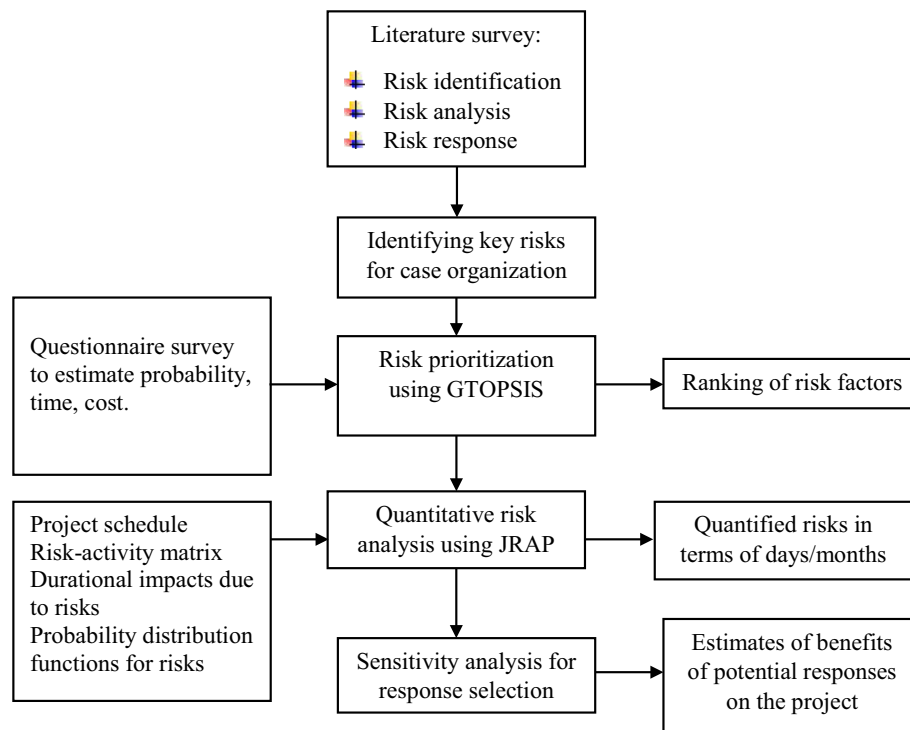 Literature survey:
Risk identification
Risk analysis
Risk response
Identifying key risks
for case organization
Questionnaire survey
to estimate probability,
time, cost.
Risk prioritization
using GTOPSIS
Ranking of risk factors
Project schedule
Risk-activity matrix
Durational impacts due
to risks
Probability distribution
functions for risks
Quantitative risk
analysis using JRAP
Quantified risks in
terms of days/months
Sensitivity analysis for
response selection
Estimates of benefits
of potential responses
on the project